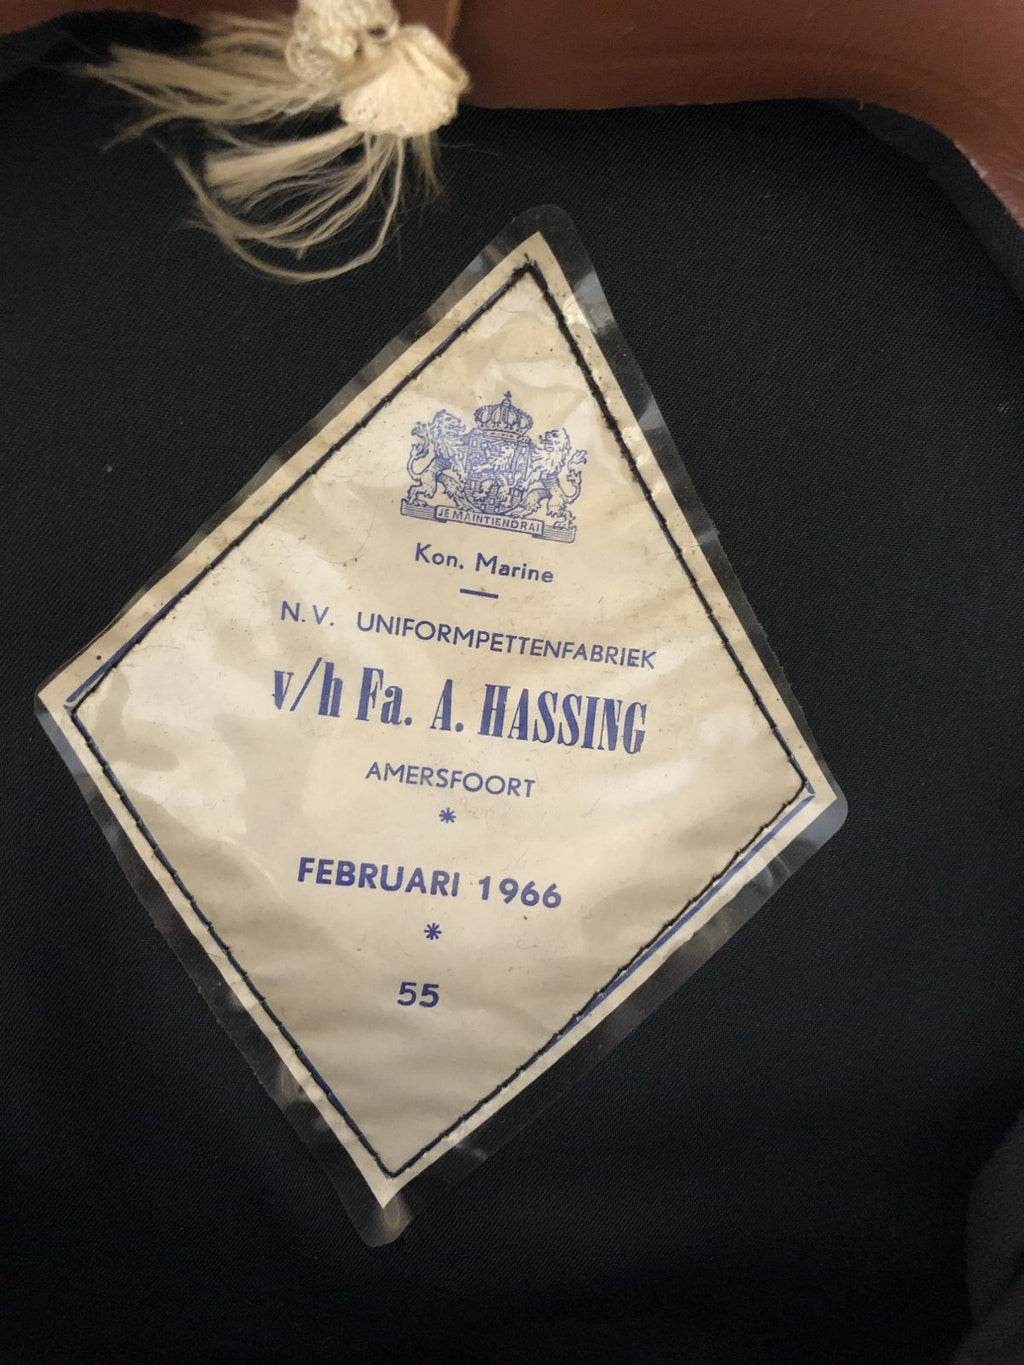 JE MAINTIENDRAI
Kon. Marine
N.V. UNIFORMPETTENFABRIEK
v/h Fa. A. HASSING
AMERSFOORT
*
FEBRUARI 1966
*
55